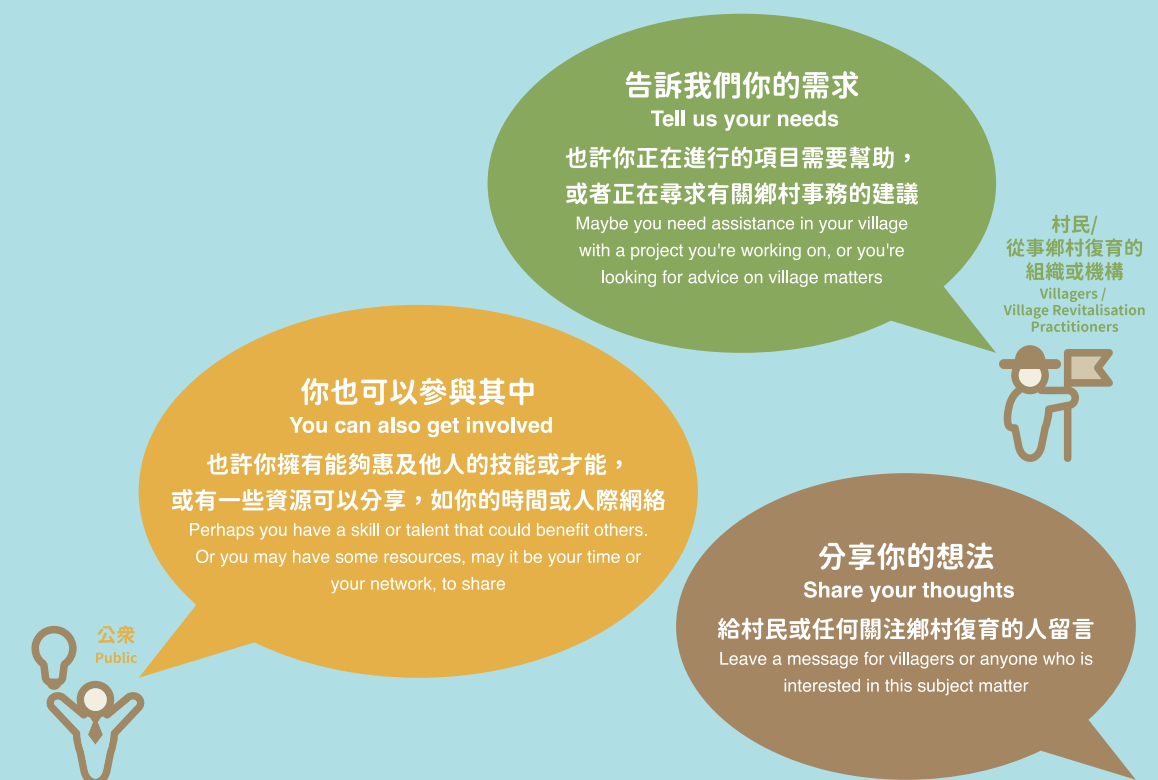 告訴我們你的需求
Tell us your needs
也許你正在進行的項目需要幫助，
或者正在尋求有關鄉村事務的建議
Maybe you need assistance in your village
with a project you're working on, or you're
looking for advice on village matters
村民/
從事鄉村復育的
組織或機構
Villagers /
Village Revitalisation
Practitioners
你也可以參與其中
You can also get involved
也許你擁有能夠惠及他人的技能或才能，
或有一些資源可以分享，如你的時間或人際網絡
Perhaps you have a skill or talent that could benefit others.
Or you may have some resources, may it be your time or
your network, to share
公眾
Public
分享你的想法
Share your thoughts
給村民或任何關注鄉村復育的人留言
Leave a message for villagers or anyone who is
interested in this subject matter